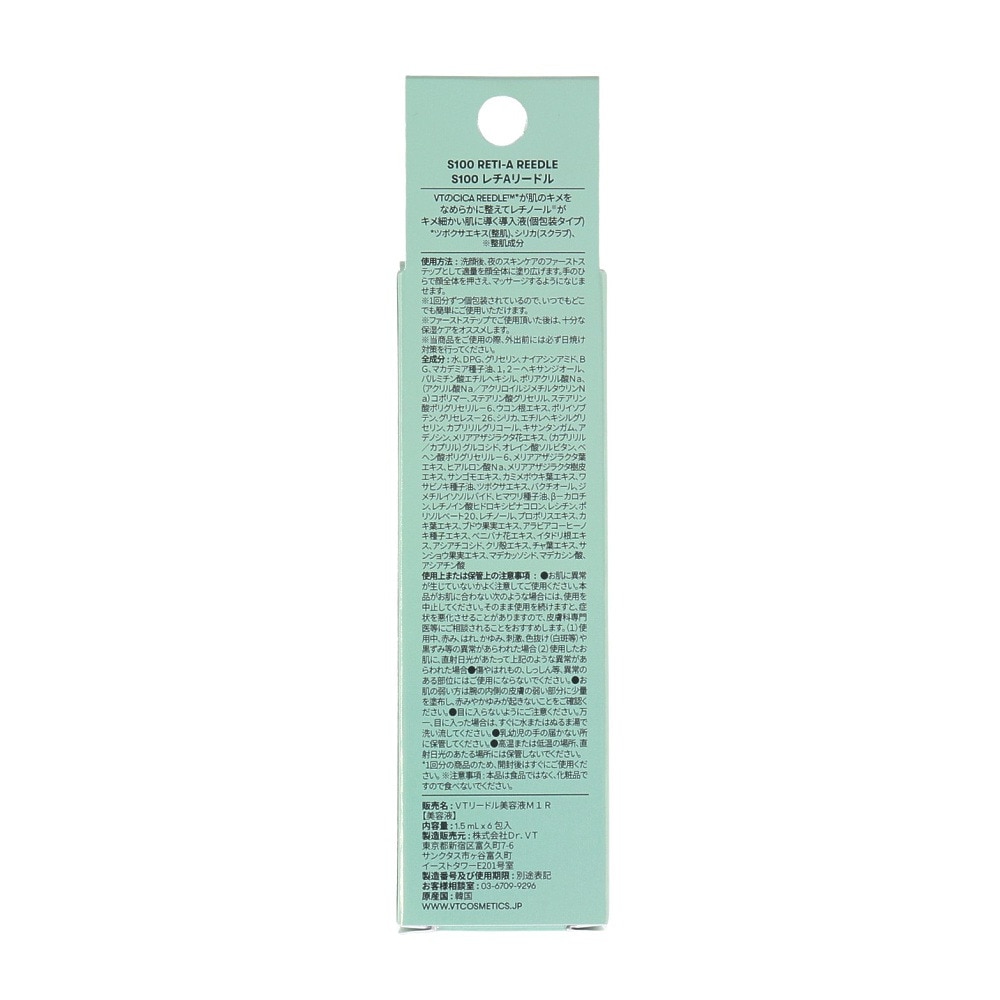 S100 RETI-A REEDLE
S100 レチAリードル
VTのCICA REEDLE™*が肌のキメを
なめらかに整えてレチノール※が
キメ細かい肌に導く導入液(個包装タイプ)
*ツボクサエキス(整肌)、シリカ(スクラブ)、
※整肌成分
使用方法 : 洗顔後、夜のスキンケアのファーストス
テップとして適量を顔全体に塗り広げます。手のひ
らで顔全体を押さえ、マッサージするようになじま
せます。
※1回分ずつ個包装されているので、いつでもどこ
でも簡単にご使用いただけます。
※ファーストステップでご使用頂いた後は、十分な
保湿ケアをオススメします。
※当商品をご使用の際、外出前には必ず日焼け
対策を行ってください。
全成分 : 水、DPG、グリセリン、ナイアシンアミド、B
G、マカデミア種子油、1,2-ヘキサンジオール、
パルミチン酸エチルヘキシル、ポリアクリル酸Na、
(アクリル酸Na/アクリロイルジメチルタウリンN
a)コポリマー、ステアリン酸グリセリル、ステアリン
酸ポリグリセリル-6、ウコン根エキス、ポリイソブ
テン、グリセレス-26、シリカ、エチルヘキシルグリ
セリン、カプリリルグリコール、キサンタンガム、ア
デノシン、メリアアザジラクタ花エキス、(カプリリル
/カプリル)グルコシド、オレイン酸ソルビタン、ベ
ヘン酸ポリグリセリル-6、メリアアザジラクタ葉
エキス、ヒアルロン酸Na、メリアアザジラクタ樹皮
エキス、サンゴモエキス、カミメボウキ葉エキス、ワ
サビノキ種子油、ツボクサエキス、バクチオール、ジ
メチルイソソルバイド、ヒマワリ種子油、β-カロチ
ン、レチノイン酸ヒドロキシピナコロン、レシチン、ポ
リソルベート20、レチノール、プロポリスエキス、カ
キ葉エキス、ブドウ果実エキス、アラビアコーヒーノ
キ種子エキス、ベニバナ花エキス、イタドリ根エキ
ス、アシアチコシド、クリ殻エキス、チャ葉エキス、サ
ンショウ果実エキス、マデカッソシド、マデカシン酸、
アシアチン酸
使用上または保管上の注意事項 : ●お肌に異常
が生じていないかよく注意してご使用ください。本
品がお肌に合わない次のような場合には、使用を
中止してください。そのまま使用を続けますと、症
状を悪化させることがありますので、皮膚科専門
医等にご相談されることをおすすめします。(1)使
用中、赤み、はれ、かゆみ、刺激、色抜け(白斑等)や
黒ずみ等の異常があらわれた場合(2)使用したお
肌に、直射日光があたって上記のような異常があ
らわれた場合●傷やはれもの、しっしん等、異常の
ある部位にはご使用にならないでください。●お
肌の弱い方は腕の内側の皮膚の弱い部分に少量
を塗布し、赤みやかゆみが起きないことをご確認く
ださい。●目に入らないようにご注意ください。万
一、目に入った場合は、すぐに水またはぬるま湯で
洗い流してください。●乳幼児の手の届かない所
に保管してください。●高温または低温の場所、直
射日光のあたる場所には保管しないでください。
*1回分の商品のため、開封後はすぐにご使用くだ
さい。※注意事項:本品は食品ではなく、化粧品で
すので食べないでください。
販売名 : VTリードル美容液M1R
【美容液】
内容量 : 1.5 mL x 6 包入
製造販売元 : 株式会社Dr. VT
東京都新宿区富久町7-6
サンクタス市ヶ谷富久町
イーストタワーE201号室
製造番号及び使用期限 : 別途表記
お客様相談室 : 03-6709-9296
原産国 : 韓国
WWW.VTCOSMETICS.JP